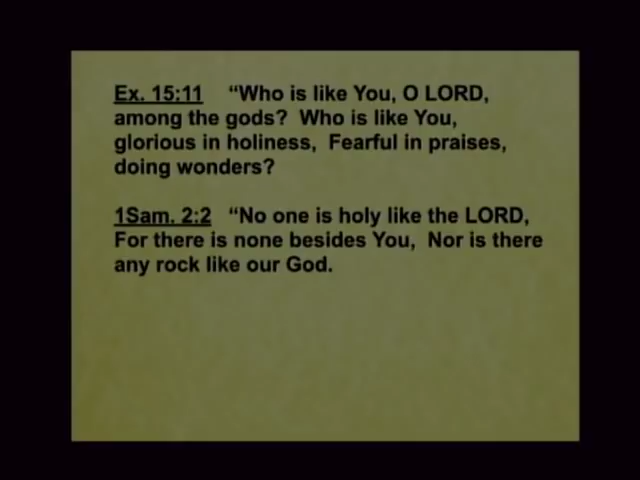 Ex. 15:11 “Who is like You, O LORD,
among the gods? Who is like You,
glorious in holiness, Fearful in praises,
doing wonders?
1Sam. 2:2 “No one is holy like the LORD,
For there is none besides You, Nor is there
any rock like our God.